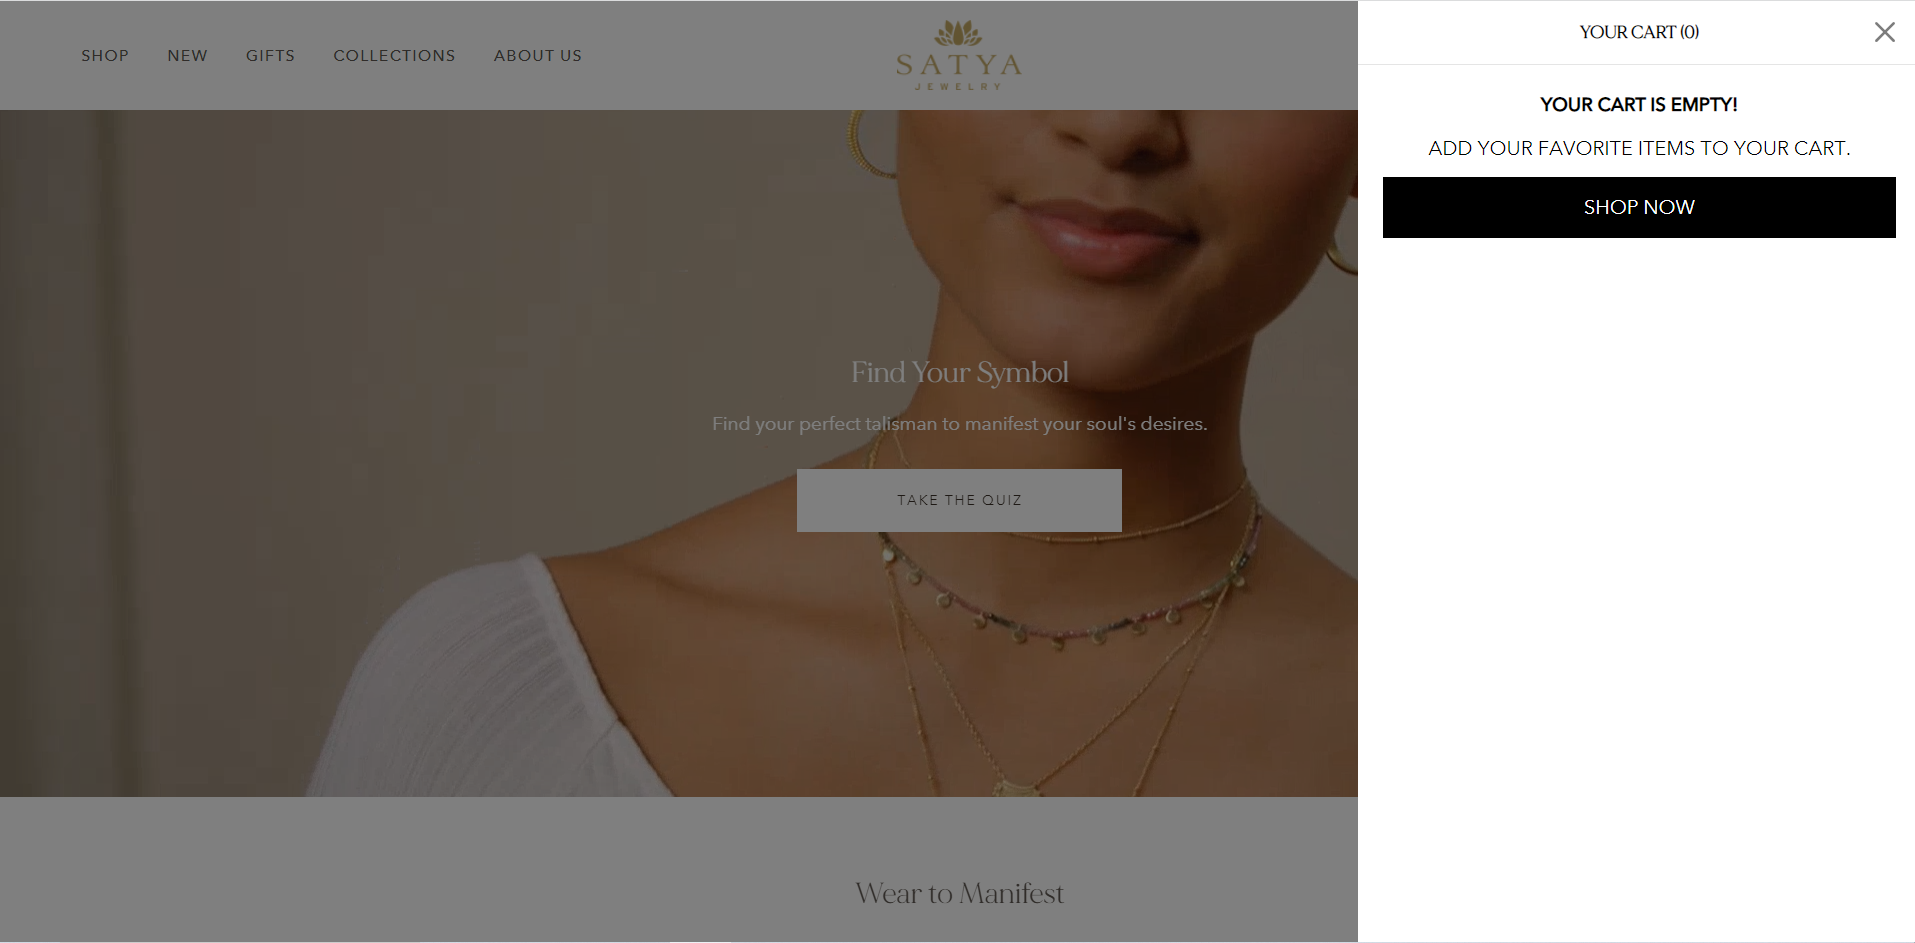 SHOP NEW GIFTS COLLECTIONS ABOUT US
SATYA
JEWELRY
Find Your Symbol
Find your perfect talisman to manifest your soul's desires.
TAKE THE QUIZ
Wear to Manifest
YOUR CART (0)
YOUR CART IS EMPTY!
ADD YOUR FAVORITE ITEMS TO YOUR CART.
SHOP NOW